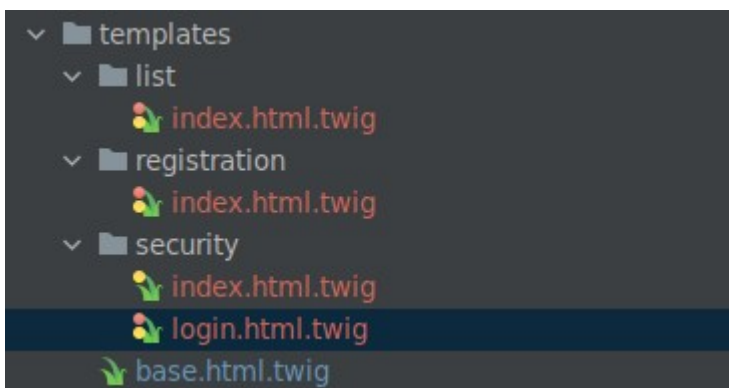 templates
list
index.html.twig
registration
index.html.twig
security
index.html.twig
login.html.twig
base.html.twig